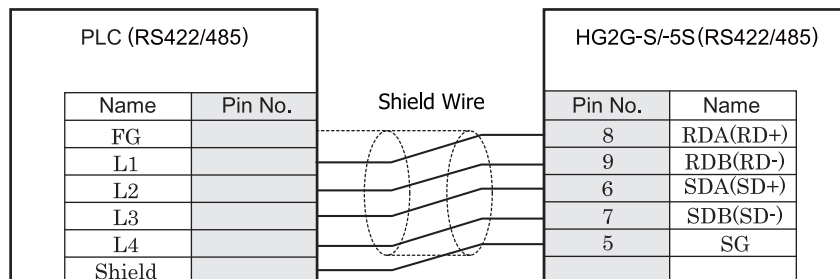 PLC (RS422/485)
HG2G-S/-5S(RS422/485)
Name Pin No. Shield Wire Pin No. Name
FG 8 RDA(RD+)
L1 9 RDB(RD-)
L2 6 SDA(SD+)
L3 7 SDB(SD-)
L4 5 SG
Shield